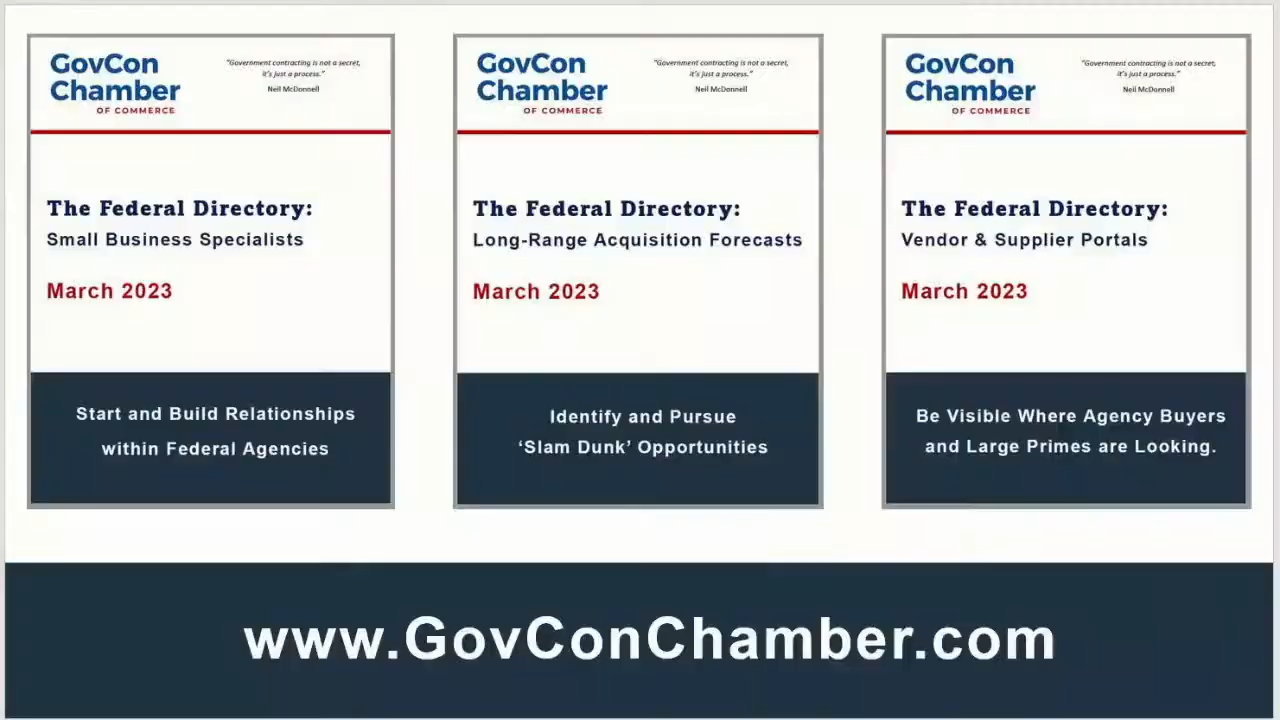 GovCon
Chamber
OF COMMERCE
"Government contracting is not a secret,
it's just a process."
Neil McDonnell
The Federal Directory:
Small Business Specialists
March 2023
Start and Build Relationships
within Federal Agencies
GovCon
Chamber
OF COMMERCE
"Government contracting is not a secret,
it's just a process."
Neil McDonnell
The Federal Directory:
Long-Range Acquisition Forecasts
March 2023
Identify and Pursue
‘Slam Dunk’ Opportunities
GovCon
Chamber
OF COMMERCE
"Government contracting is not a secret,
it's just a process."
Neil McDonnell
The Federal Directory:
Vendor & Supplier Portals
March 2023
Be Visible Where Agency Buyers
and Large Primes are Looking.
www.GovConChamber.com